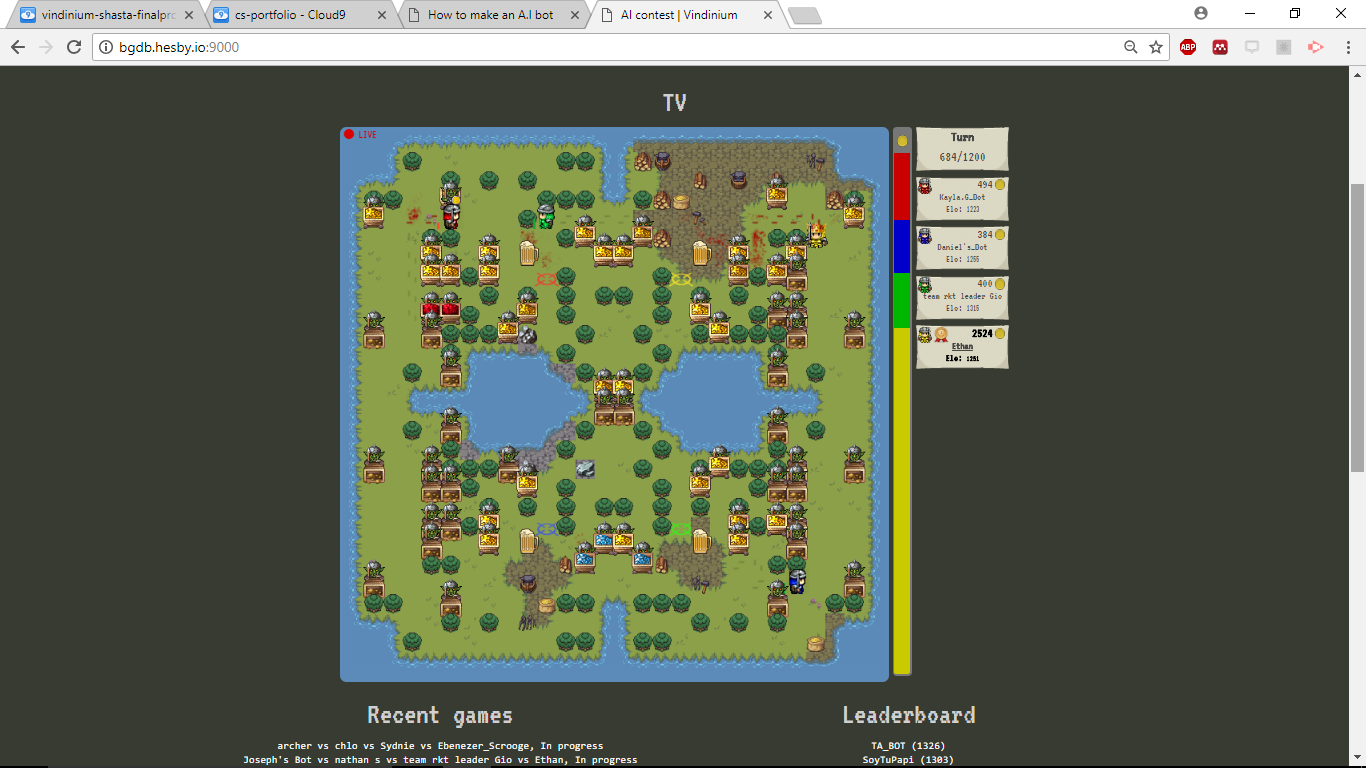 vindinium-shasta-finalpro
cs-portfolio - Cloud9
How to make an A.I bot
AI contest | Vindinium
bgdb.hesby.io:9000
ABP
TV
LIVE
Turn
684/1200
494
Kayla.G_Bot
Elo: 1223
384
Daniel's_Bot
Elo: 1255
400
team rkt leader Gio
Elo: 1315
2524
Ethan
Elo: 1251
Recent games
archer vs chlo vs Sydnie vs Ebenezer_Scrooge, In progress
Joseph's Bot vs nathan s vs team rkt leader Gio vs Ethan, In progress
Leaderboard
TA_BOT (1326)
SoyTuPapi (1303)